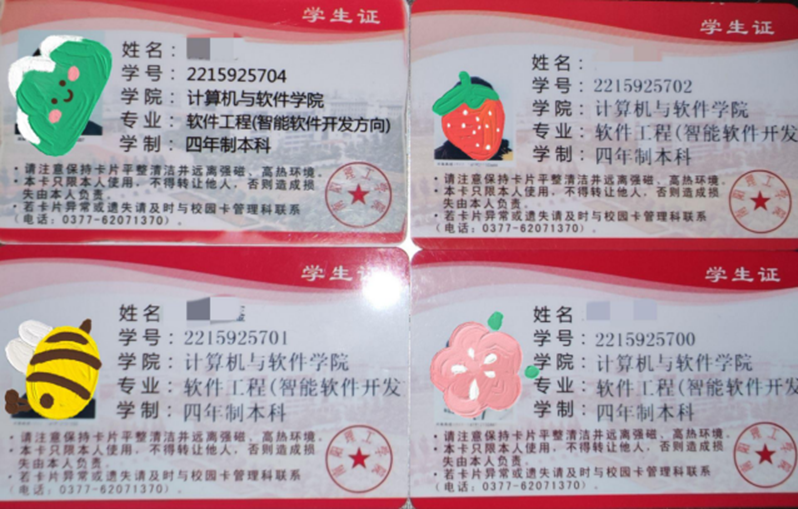 学生证
姓名：
学号：2215925704
学院：计算机与软件学院
专业：软件工程(智能软件开发方向)
学制：四年制本科
·请注意保持卡片平整清洁并远离强磁、高热环境。
·本卡只限本人使用，不得转让他人，否则造成损
失由本人负责。
·若卡片异常或遗失请及时与校园卡管理科联系
(电话：0377-62071370)。
学生证
姓名：
学号：2215925702
学院：计算机与软件学院
专业：软件工程(智能软件开发
学制：四年制本科
·请注意保持卡片平整清洁并远离强磁、高热环境。
·本卡只限本人使用，不得转让他人，否则造成损
失由本人负责。
·若卡片异常或遗失请及时与校园卡管理科联系
(电话：0377-62071370)。
学生证
姓名：
学号：2215925701
学院：计算机与软件学院
专业：软件工程(智能软件开发
学制：四年制本科
·请注意保持卡片平整清洁并远离强磁、高热环境。
·本卡只限本人使用，不得转让他人，否则造成损
失由本人负责。
·若卡片异常或遗失请及时与校园卡管理科联系
(电话：0377-62071370)。
学生证
姓名：
学号：2215925700
学院：计算机与软件学院
专业：软件工程(智能软件开发
学制：四年制本科
·请注意保持卡片平整清洁并远离强磁、高热环境。
·本卡只限本人使用，不得转让他人，否则造成损
失由本人负责。
·若卡片异常或遗失请及时与校园卡管理科联系
(电话：0377-62071370)。